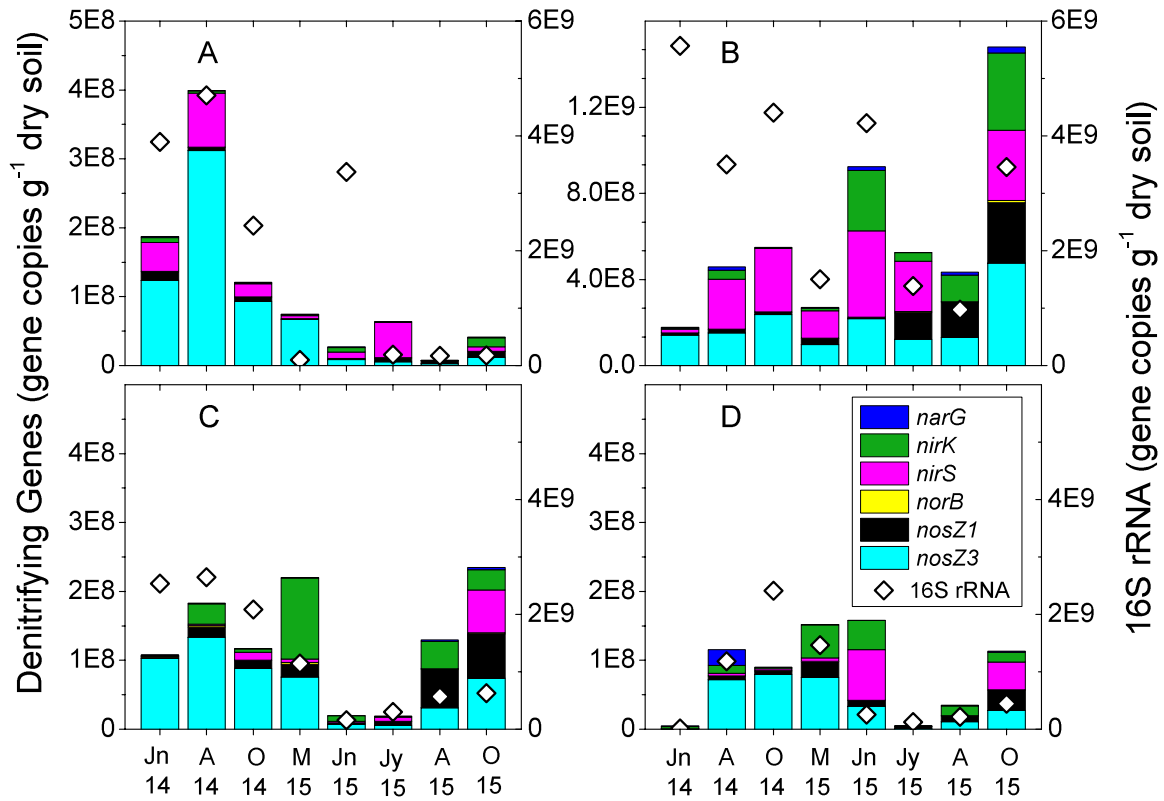 Denitrifying Genes (gene copies g⁻¹ dry soil)
16S rRNA (gene copies g⁻¹ dry soil)
A
5E8
4E8
3E8
2E8
1E8
0
6E9
4E9
2E9
0
B
1.2E9
8.0E8
4.0E8
0.0
6E9
4E9
2E9
0
C
4E8
3E8
2E8
1E8
0
4E9
2E9
0
D
4E8
3E8
2E8
1E8
0
4E9
2E9
0
narG
nirK
nirS
norB
nosZ1
nosZ3
16S rRNA
Jn A O M Jn Jy A O
14 14 14 15 15 15 15 15
Jn A O M Jn Jy A O
14 14 14 15 15 15 15 15